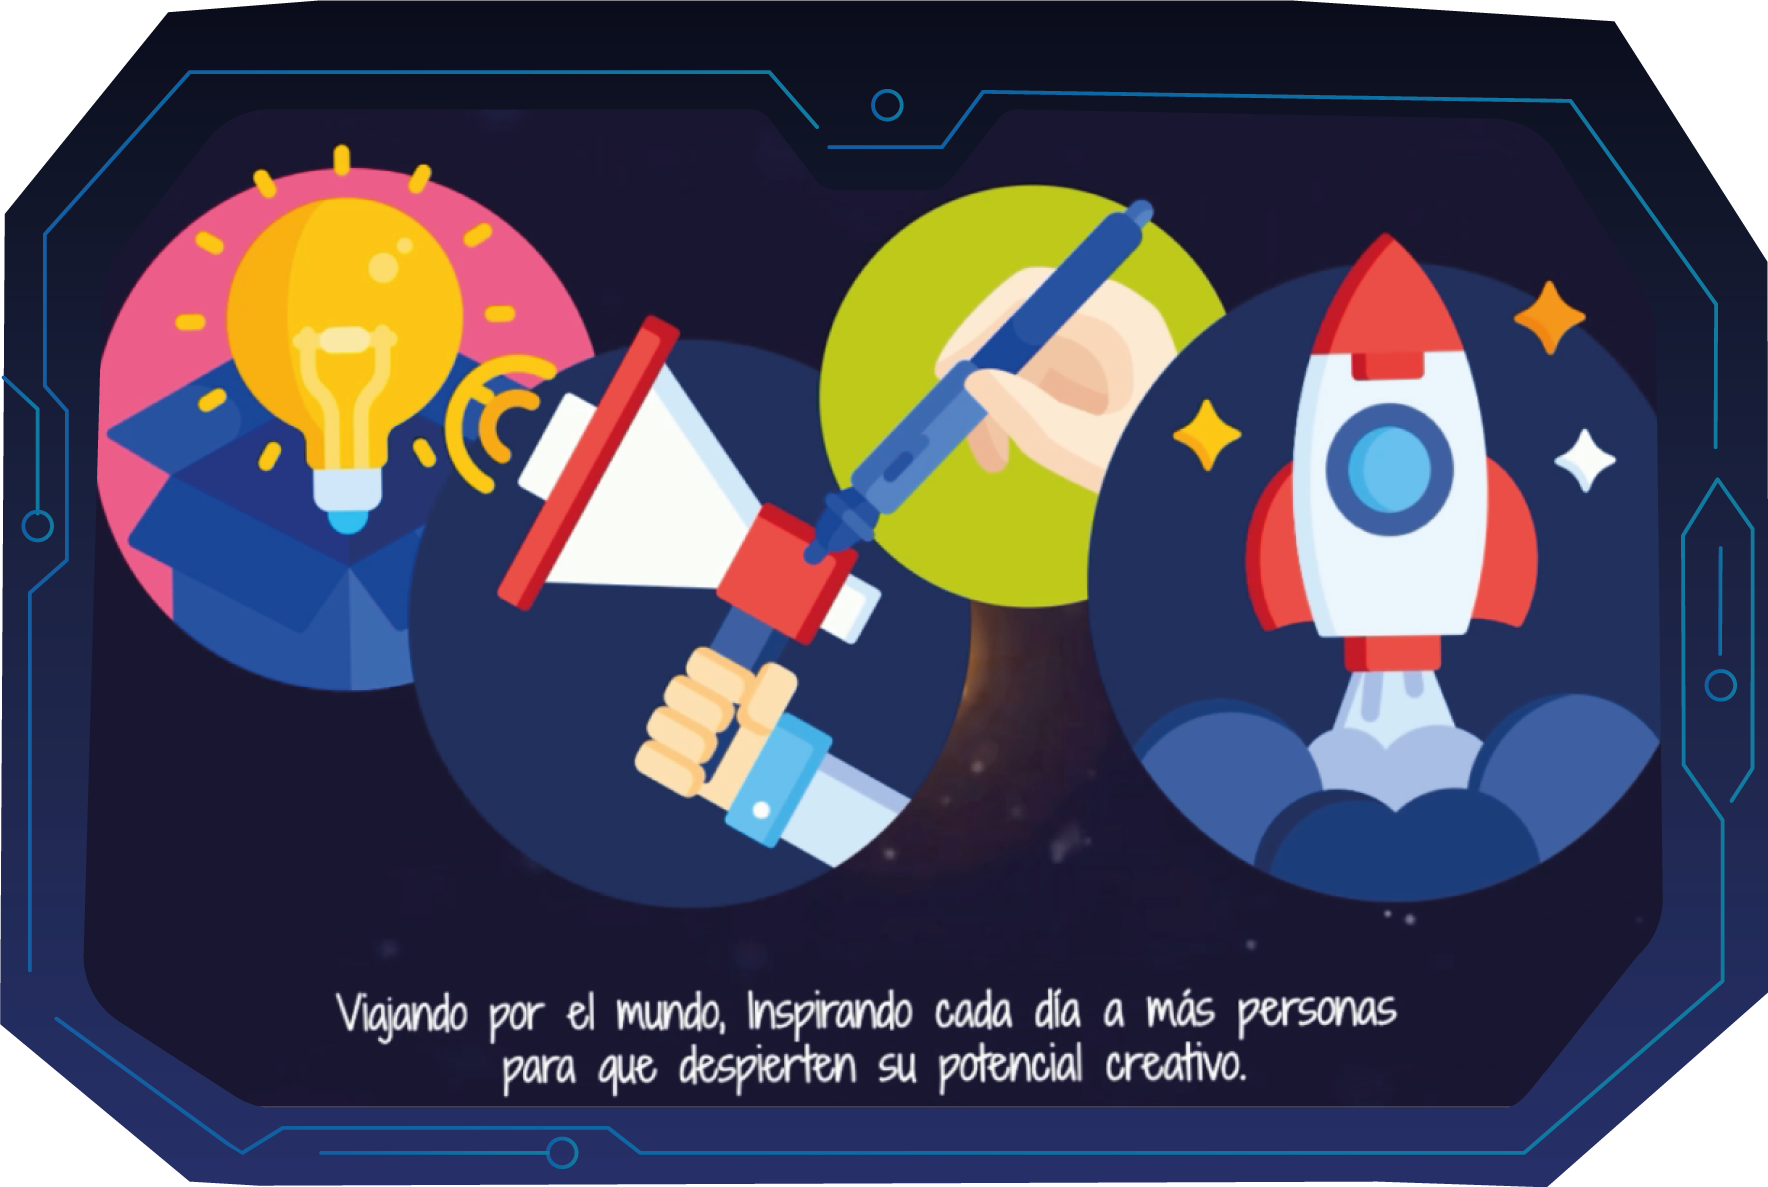 Viajando por el mundo, Inspirando cada día a más personas
para que despierten su potencial creativo.